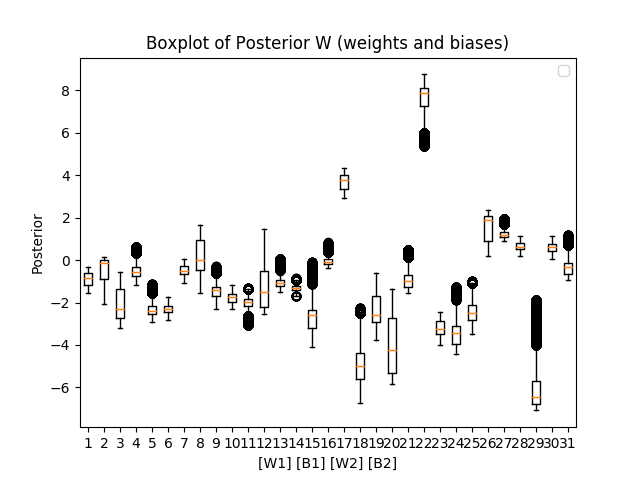 Boxplot of Posterior W (weights and biases)
Posterior
8
6
4
2
0
−2
−4
−6
1 2 3 4 5 6 7 8 9 10 11 12 13 14 15 16 17 18 19 20 21 22 23 24 25 26 27 28 29 30 31
[W1] [B1] [W2] [B2]